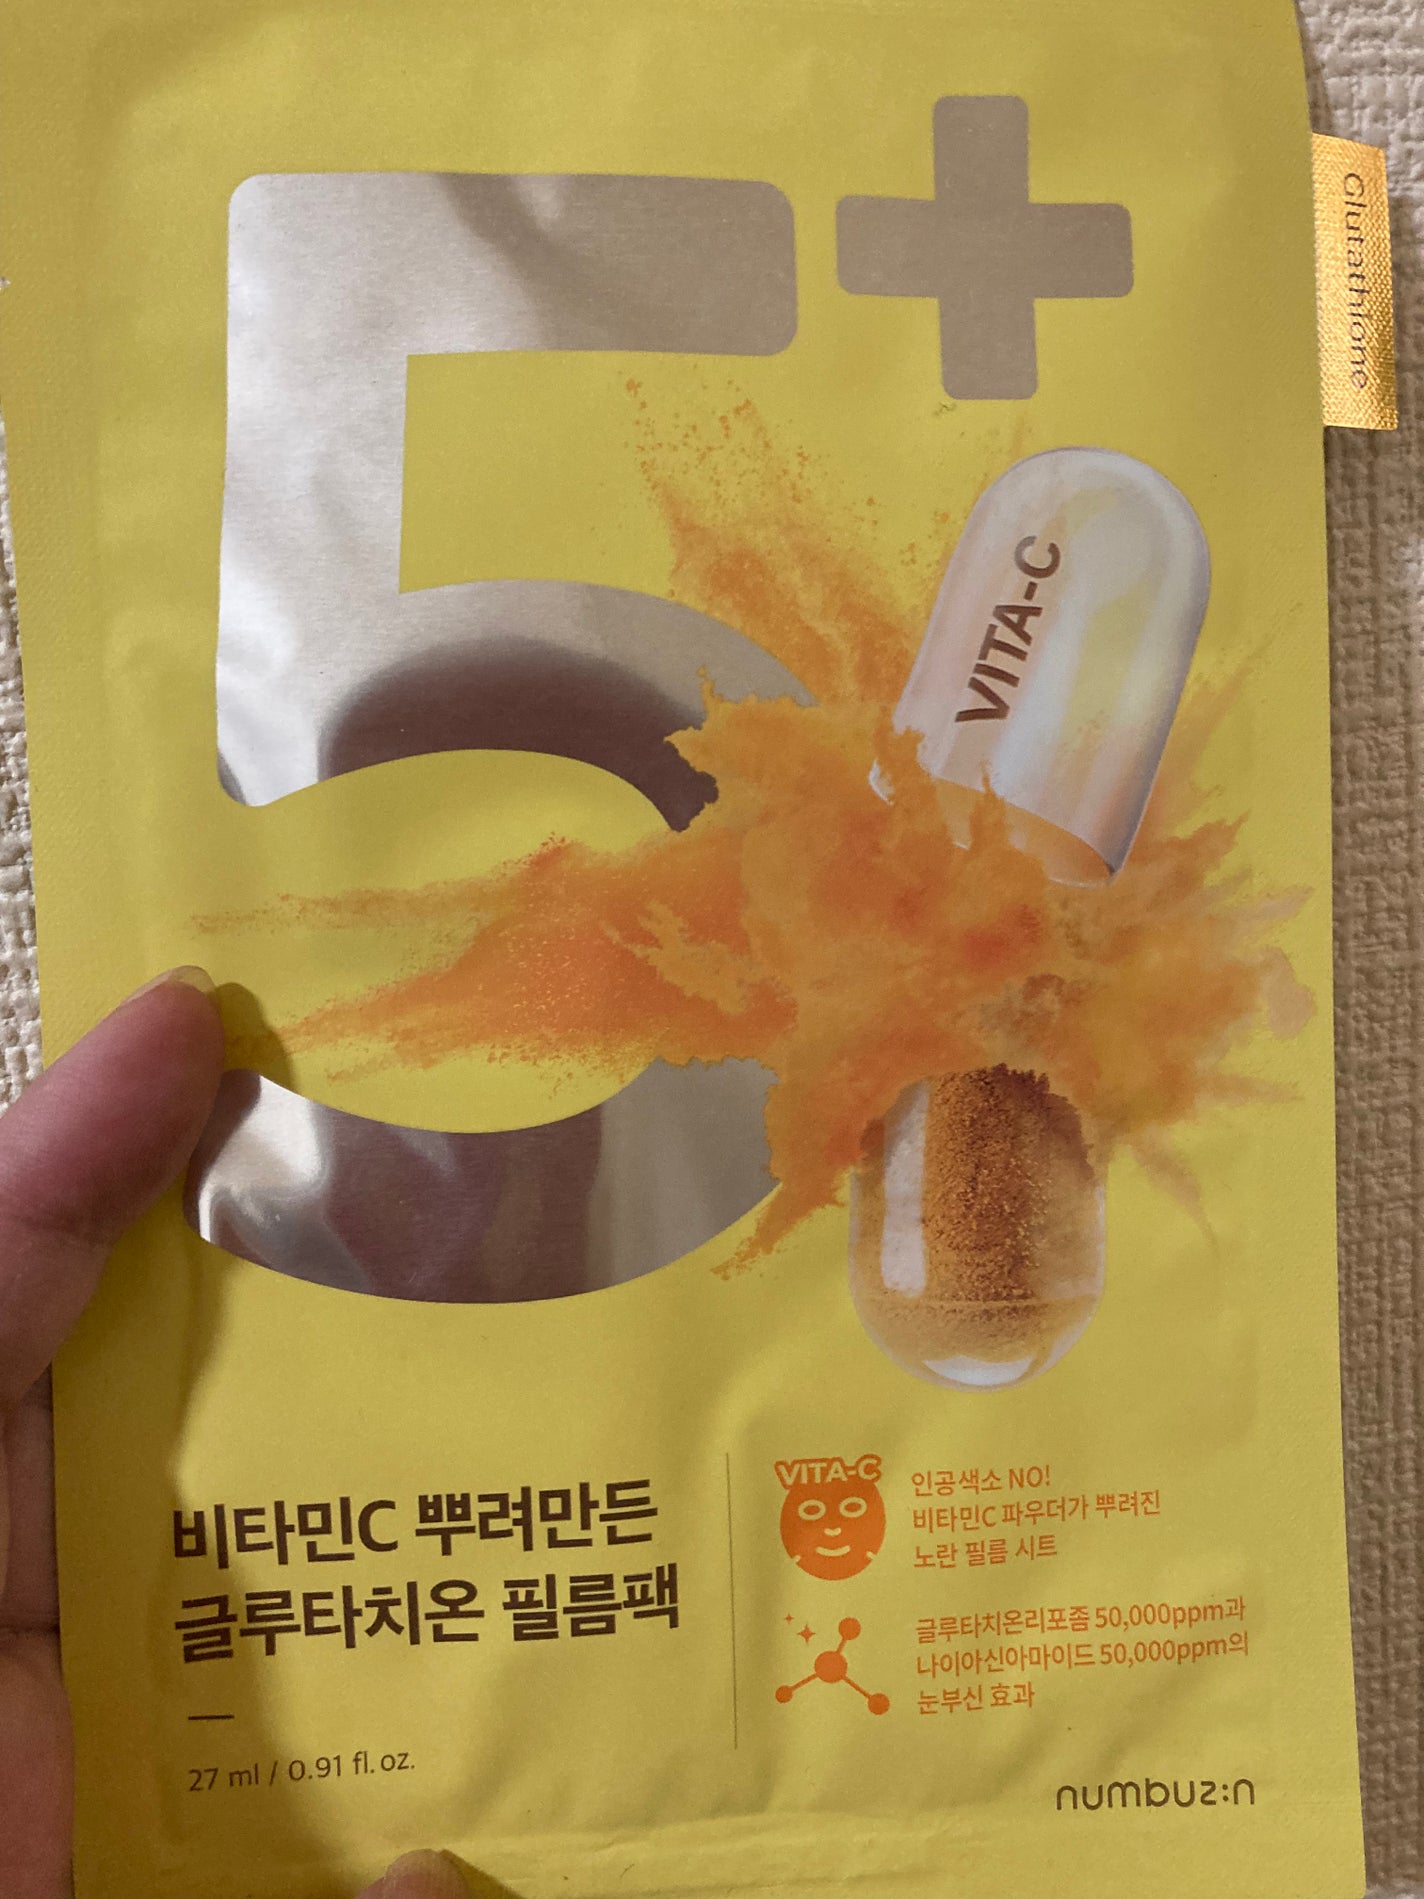 5+
Glutathione
VITA-C
비타민C 뿌려만든
글루타치온 필름팩
27 ml / 0.91 fl. oz.
VITA-C
인공색소 NO!
비타민C 파우더가 뿌려진
노란 필름 시트
글루타치온리포좀 50,000ppm과
나이아신아마이드 50,000ppm의
눈부신 효과
numbuz:n